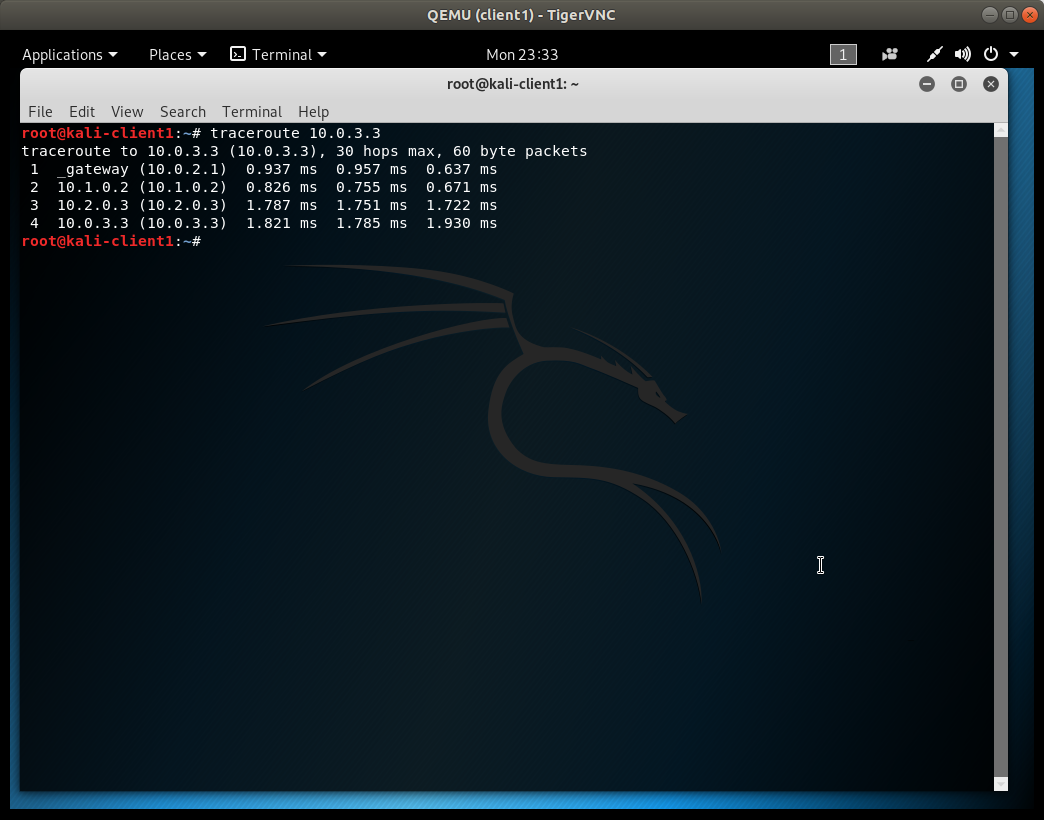 QEMU (client1) - TigerVNC
Applications Places Terminal Mon 23:33 1
root@kali-client1: ~
File Edit View Search Terminal Help
root@kali-client1:~# traceroute 10.0.3.3
traceroute to 10.0.3.3 (10.0.3.3), 30 hops max, 60 byte packets
 1  _gateway (10.0.2.1)  0.937 ms  0.957 ms  0.637 ms
 2  10.1.0.2 (10.1.0.2)  0.826 ms  0.755 ms  0.671 ms
 3  10.2.0.3 (10.2.0.3)  1.787 ms  1.751 ms  1.722 ms
 4  10.0.3.3 (10.0.3.3)  1.821 ms  1.785 ms  1.930 ms
root@kali-client1:~#